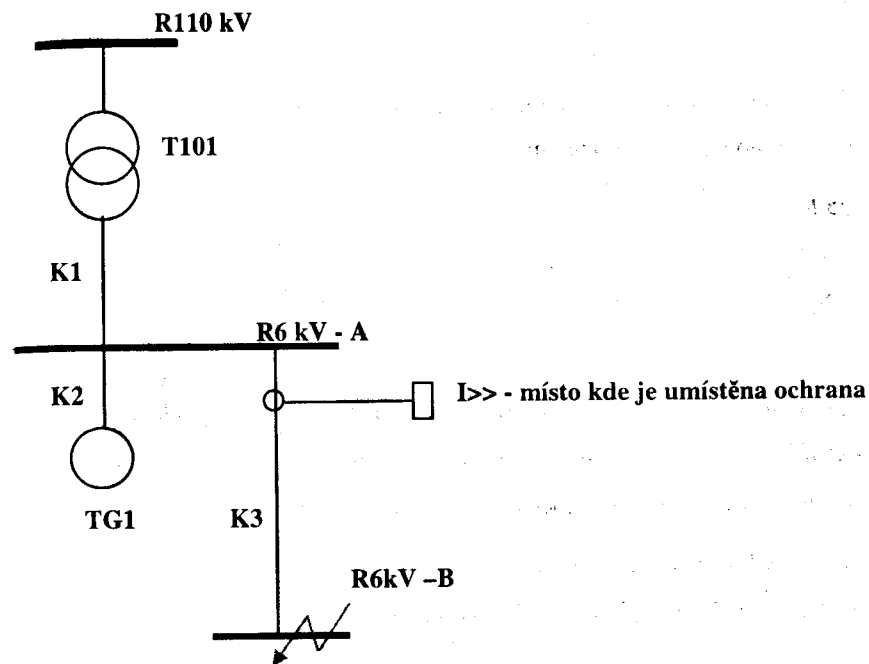 R110 kV
T101
K1
R6 kV - A
K2
I>> - místo kde je umístěna ochrana
TG1
K3
R6kV –B